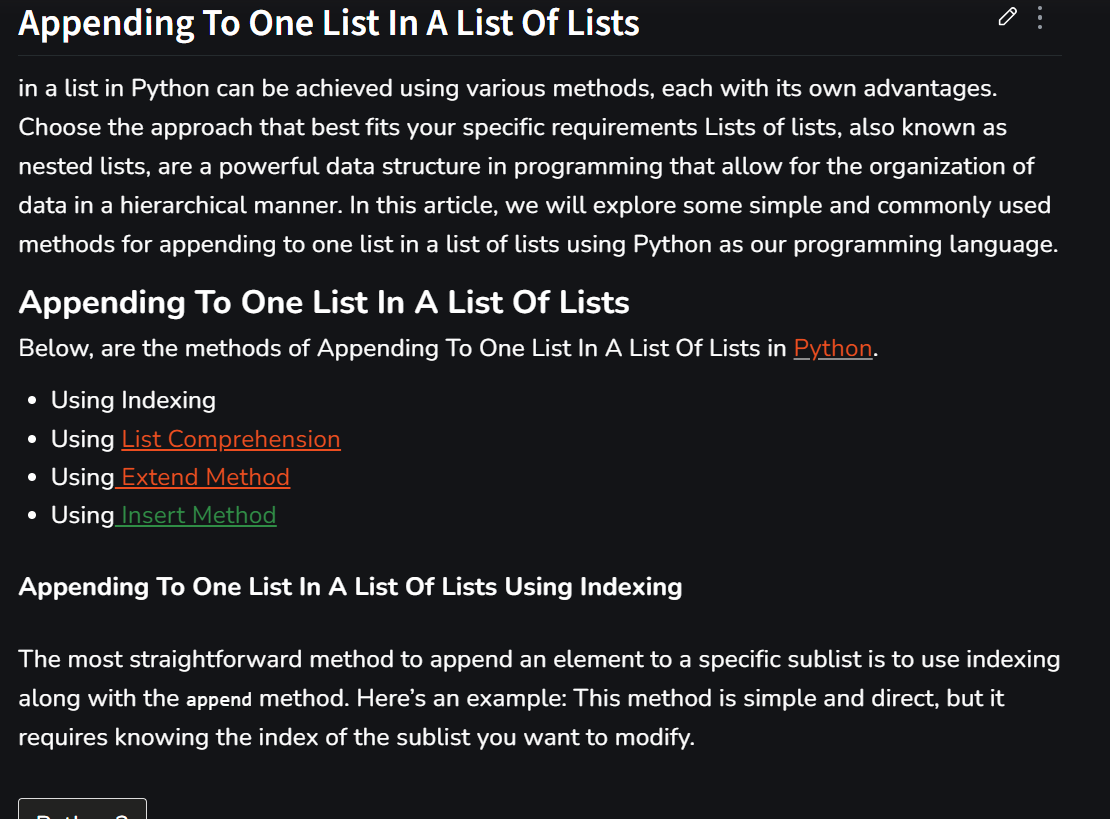 Appending To One List In A List Of Lists
in a list in Python can be achieved using various methods, each with its own advantages.
Choose the approach that best fits your specific requirements Lists of lists, also known as
nested lists, are a powerful data structure in programming that allow for the organization of
data in a hierarchical manner. In this article, we will explore some simple and commonly used
methods for appending to one list in a list of lists using Python as our programming language.
Appending To One List In A List Of Lists
Below, are the methods of Appending To One List In A List Of Lists in Python.
• Using Indexing
• Using List Comprehension
• Using Extend Method
• Using Insert Method
Appending To One List In A List Of Lists Using Indexing
The most straightforward method to append an element to a specific sublist is to use indexing
along with the append method. Here’s an example: This method is simple and direct, but it
requires knowing the index of the sublist you want to modify.